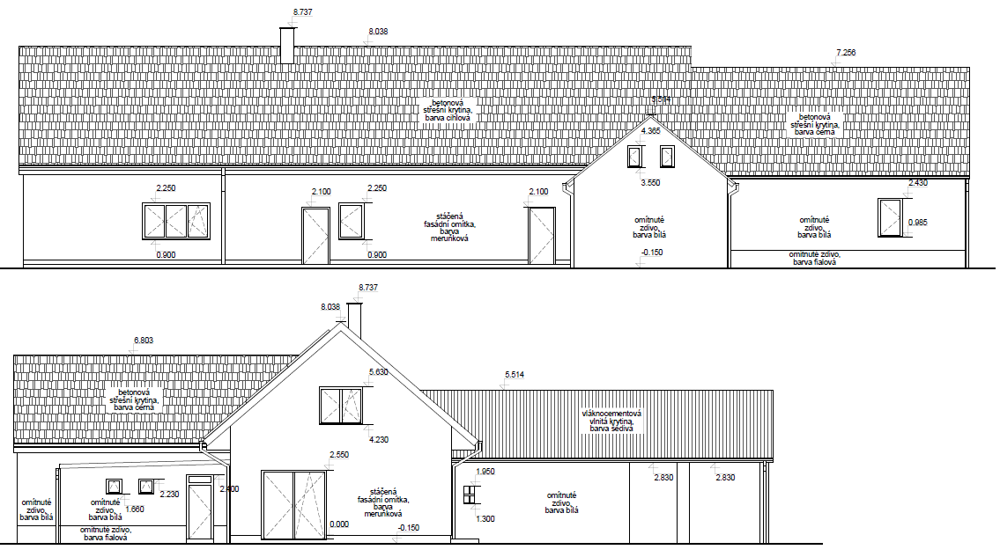 8.737
8.038
7.256
betonová
střešní krytina,
barva cihlová
5.514
betonová
střešní krytina,
barva černá
4.365
3.550
2.250
2.100
2.250
2.100
2.430
stáčená
fasádní omítka,
barva
meruňková
omítnuté
zdivo,
barva bílá
omítnuté
zdivo,
barva bílá
0.985
0.900
0.900
-0.150
omítnuté zdivo,
barva fialová
8.737
8.038
6.803
5.630
5.514
betonová
střešní krytina,
barva černá
vláknocementová
vlnitá krytina,
barva šedivá
4.230
2.550
1.950
2.830
2.830
2.400
2.230
1.660
omítnuté
zdivo,
barva bílá
omítnuté
zdivo,
barva bílá
stáčená
fasádní omítka,
barva
meruňková
omítnuté
zdivo,
barva bílá
1.300
0.000
-0.150
omítnuté zdivo,
barva fialová